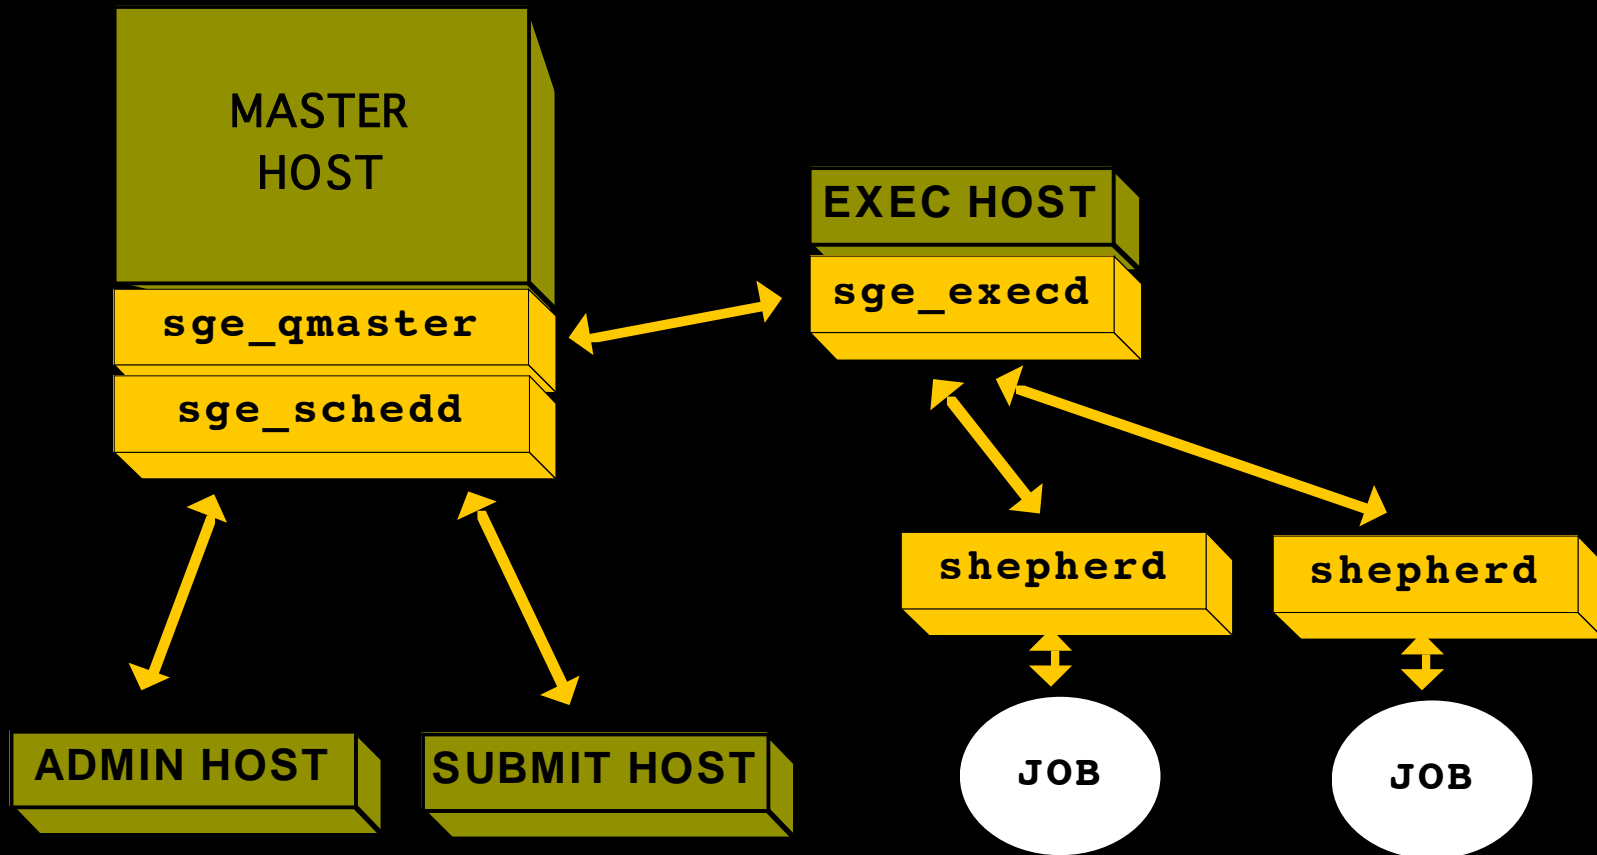 MASTER
HOST
sge_qmaster
sge_schedd
EXEC HOST
sge_execd
shepherd
shepherd
ADMIN HOST
SUBMIT HOST
JOB
JOB